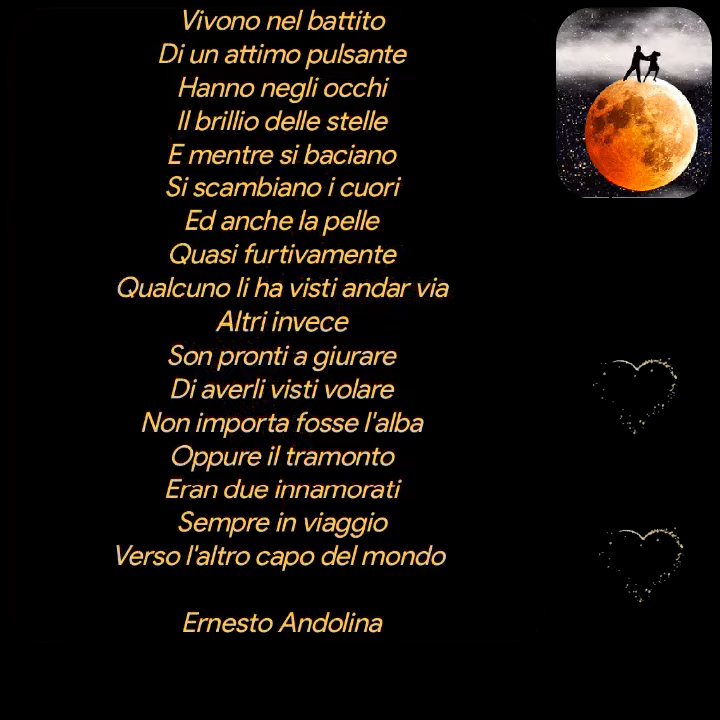 Vivono nel battito
Di un attimo pulsante
Hanno negli occhi
Il brillio delle stelle
E mentre si baciano
Si scambiano i cuori
Ed anche la pelle
Quasi furtivamente
Qualcuno li ha visti andar via
Altri invece
Son pronti a giurare
Di averli visti volare
Non importa fosse l'alba
Oppure il tramonto
Eran due innamorati
Sempre in viaggio
Verso l'altro capo del mondo
Ernesto Andolina